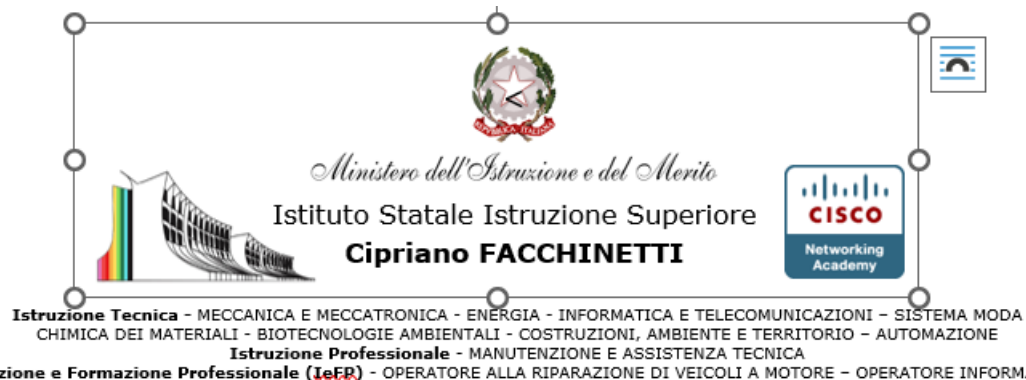 <
REPVBBLICA ITALIANA
Ministero dell'Istruzione e del Merito
Istituto Statale Istruzione Superiore
Cipriano FACCHINETTI
CISCO
Networking
Academy
Istruzione Tecnica – MECCANICA E MECCATRONICA - ENERGIA - INFORMATICA E TELECOMUNICAZIONI – SISTEMA MODA
CHIMICA DEI MATERIALI - BIOTECNOLOGIE AMBIENTALI - COSTRUZIONI, AMBIENTE E TERRITORIO – AUTOMAZIONE
Istruzione Professionale - MANUTENZIONE E ASSISTENZA TECNICA
zione e Formazione Professionale (IeFP) - OPERATORE ALLA RIPARAZIONE DI VEICOLI A MOTORE – OPERATORE INFORM